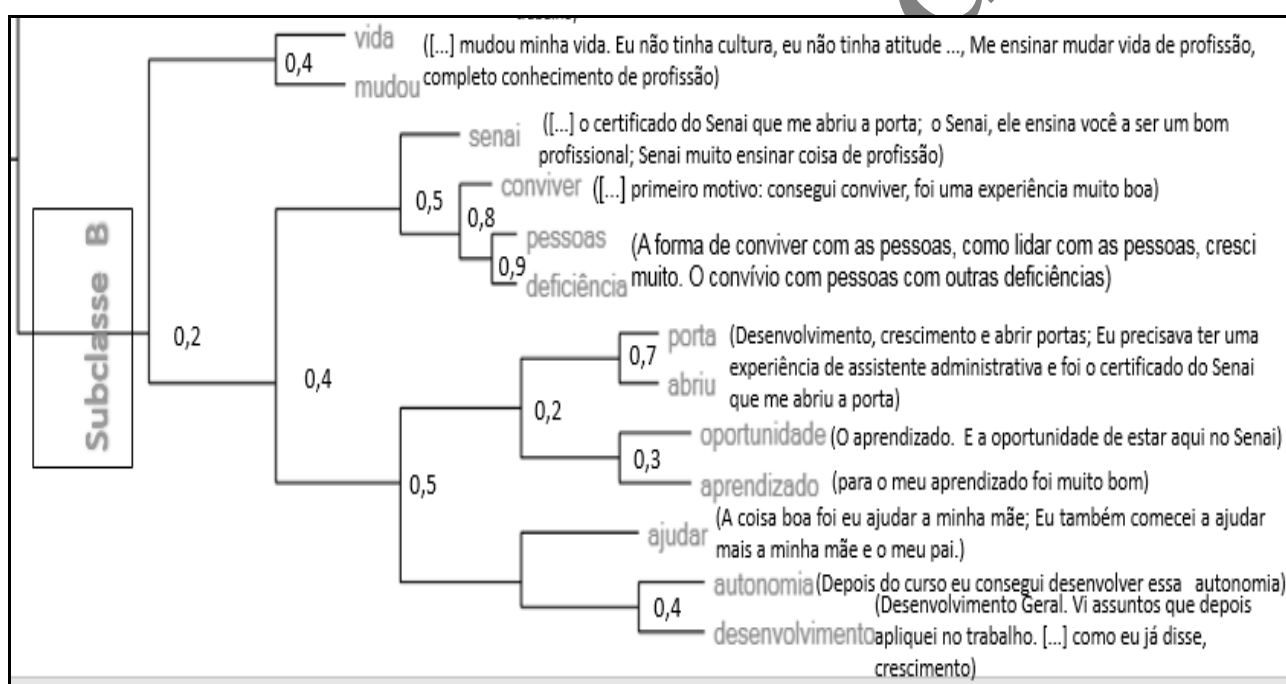 vida
([...] mudou minha vida. Eu não tinha cultura, eu não tinha atitude ..., Me ensinar mudar vida de profissão,
0,4
mudou
completo conhecimento de profissão)
senai
([...] o certificado do Senai que me abriu a porta; o Senai, ele ensina você a ser um bom
profissional; Senai muito ensinar coisa de profissão)
conviver
([...] primeiro motivo: consegui conviver, foi uma experiência muito boa)
0,5
0,8
pessoas
(A forma de conviver com as pessoas, como lidar com as pessoas, cresci
0,9
deficiência
muito. O convívio com pessoas com outras deficiências)
Subclasse B
0,2
porta
(Desenvolvimento, crescimento e abrir portas; Eu precisava ter uma
0,7
experiência de assistente administrativa e foi o certificado do Senai
abriu
que me abriu a porta)
0,4
0,2
oportunidade
(O aprendizado. E a oportunidade de estar aqui no Senai)
0,3
0,5
aprendizado
(para o meu aprendizado foi muito bom)
ajudar
(A coisa boa foi eu ajudar a minha mãe; Eu também comecei a ajudar
mais a minha mãe e o meu pai.)
autonomia
(Depois do curso eu consegui desenvolver essa autonomia)
0,4
(Desenvolvimento Geral. Vi assuntos que depois
desenvolvimento
apliquei no trabalho. [...] como eu já disse,
crescimento)